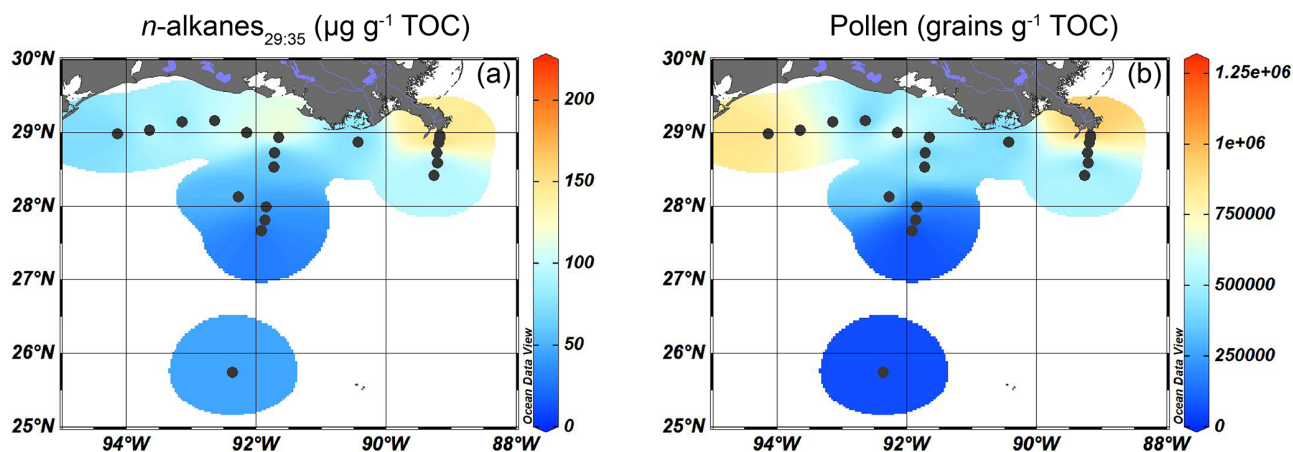 n-alkanes29:35 (µg g-1 TOC)
30°N
29°N
28°N
27°N
26°N
25°N
94°W
92°W
90°W
88°W
(a)
Ocean Data View
200
150
100
50
0
Pollen (grains g-1 TOC)
30°N
29°N
28°N
27°N
26°N
25°N
94°W
92°W
90°W
88°W
(b)
Ocean Data View
1.25e+06
1e+06
750000
500000
250000
0